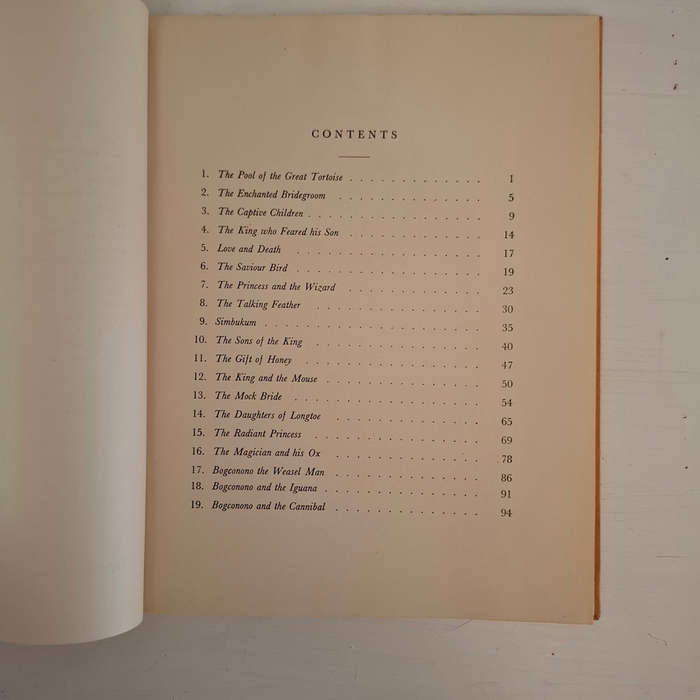 CONTENTS
1. The Pool of the Great Tortoise . . . . . . . . . . . . . 1
2. The Enchanted Bridegroom . . . . . . . . . . . . . 5
3. The Captive Children . . . . . . . . . . . . . . . 9
4. The King who Feared his Son . . . . . . . . . . . . . 14
5. Love and Death . . . . . . . . . . . . . . . . 17
6. The Saviour Bird . . . . . . . . . . . . . . . . 19
7. The Princess and the Wizard . . . . . . . . . . . . . 23
8. The Talking Feather . . . . . . . . . . . . . . . 30
9. Simbukum . . . . . . . . . . . . . . . . . . 35
10. The Sons of the King . . . . . . . . . . . . . . . 40
11. The Gift of Honey . . . . . . . . . . . . . . . 47
12. The King and the Mouse . . . . . . . . . . . . . . 50
13. The Mock Bride . . . . . . . . . . . . . . . . 54
14. The Daughters of Longtoe . . . . . . . . . . . . . 65
15. The Radiant Princess . . . . . . . . . . . . . . . 69
16. The Magician and his Ox . . . . . . . . . . . . . 78
17. Bogconono the Weasel Man . . . . . . . . . . . . . 86
18. Bogconono and the Iguana . . . . . . . . . . . . . . 91
19. Bogconono and the Cannibal . . . . . . . . . . . . . 94